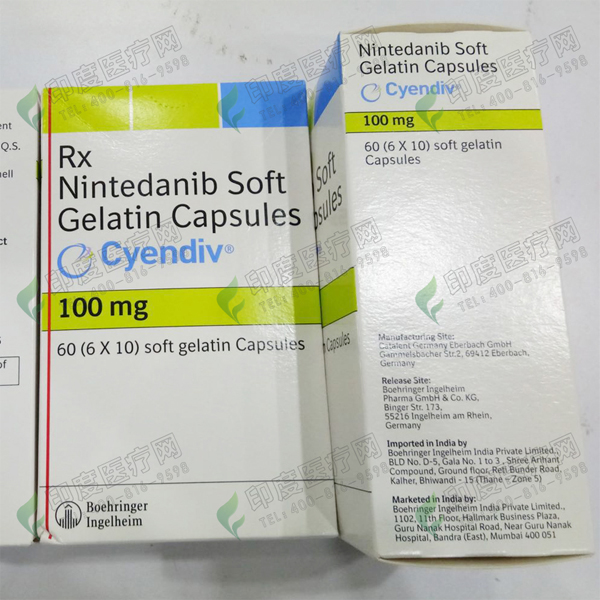 ent
Q.S.
ell
ct
of
Rx
Nintedanib Soft
Gelatin Capsules
Cyendiv®
100 mg
60 (6 X 10) soft gelatin Capsules
Boehringer
Ingelheim
Soft
psules
n Capsules
Nintedanib Soft
Gelatin Capsules
Cyendiv®
100 mg
60 (6 X 10) soft gelatin
Capsules
Manufacturing Site:
Catalent Germany Eberbach GmbH
Gammelsbacher Str.2, 69412 Eberbach,
Germany
Release Site:
Boehringer Ingelheim
Pharma GmbH & Co. KG,
Binger Str. 173,
55216 Ingelheim am Rhein,
Germany
Imported in India by
Boehringer Ingelheim India Private Limited.,
BLD No. D-5, Gala No. 1 to 3, Shree Arihant
Compound, Ground floor, Reti Bunder Road,
Kalher, Bhiwandi - 15 (Thane - Zone 5)
Marketed in India by:
Boehringer Ingelheim India Private Limited.,
1102, 11th Floor, Hallmark Business Plaza,
Guru Nanak Hospital Road, Near Guru Nanak
Hospital, Bandra (East), Mumbai 400 051
印度医疗网
TEL: 400-816-9598